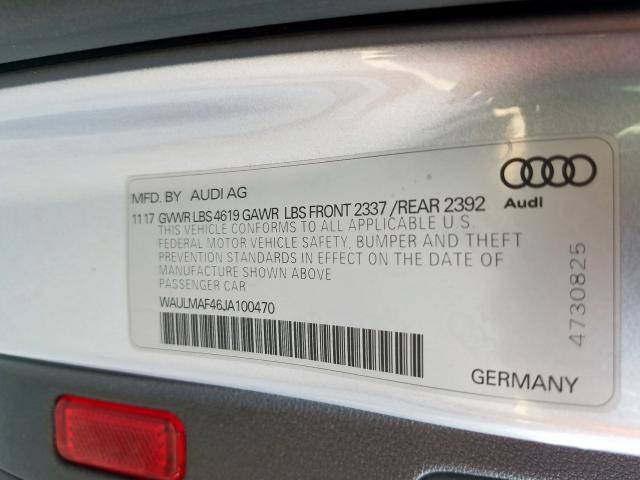 MFD. BY AUDI AG
11 17 GVWR LBS 4619 GAWR LBS FRONT 2337 /REAR 2392
THIS VEHICLE CONFORMS TO ALL APPLICABLE U.S
FEDERAL MOTOR VEHICLE SAFETY, BUMPER AND THEFT
PREVENTION STANDARDS IN EFFECT ON THE DATE OF
MANUFACTURE SHOWN ABOVE
PASSENGER CAR
WAULMAF46JA100470
Audi
4730825
GERMANY